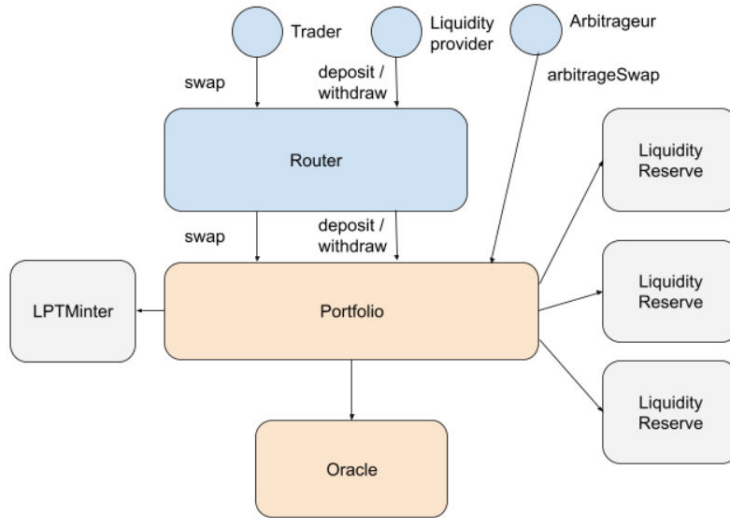 Trader
Liquidity
provider
Arbitrageur
swap
deposit /
withdraw
arbitrageSwap
Router
Liquidity
Reserve
swap
deposit /
withdraw
LPTMinter
Portfolio
Liquidity
Reserve
Liquidity
Reserve
Oracle